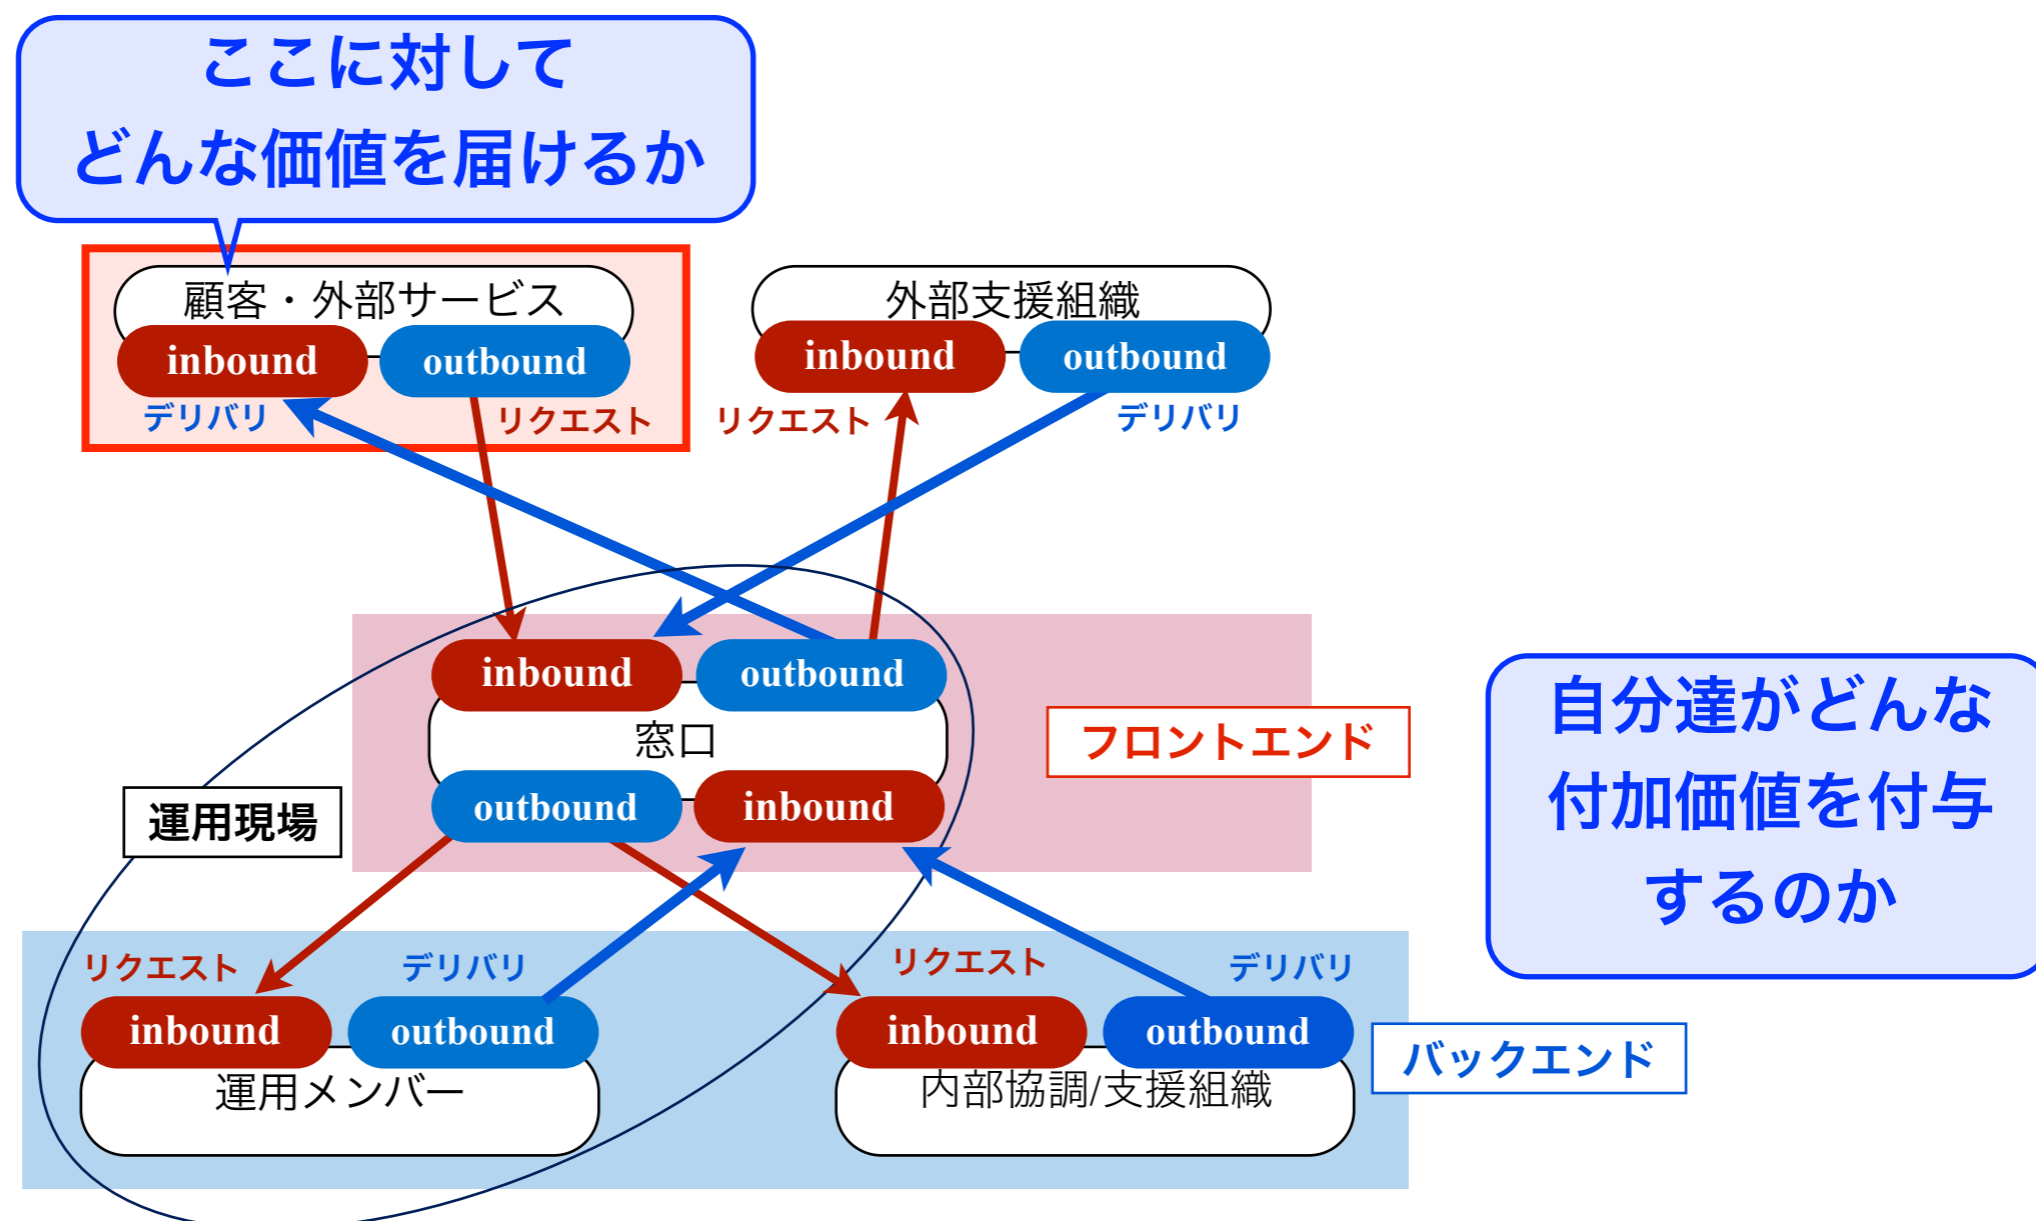 ここに対して
どんな価値を届けるか
顧客・外部サービス
inbound
outbound
デリバリ
リクエスト
外部支援組織
inbound
outbound
リクエスト
デリバリ
inbound
outbound
窓口
outbound
inbound
フロントエンド
自分達がどんな
付加価値を付与
するのか
運用現場
リクエスト
デリバリ
inbound
outbound
運用メンバー
リクエスト
デリバリ
inbound
outbound
内部協調/支援組織
バックエンド